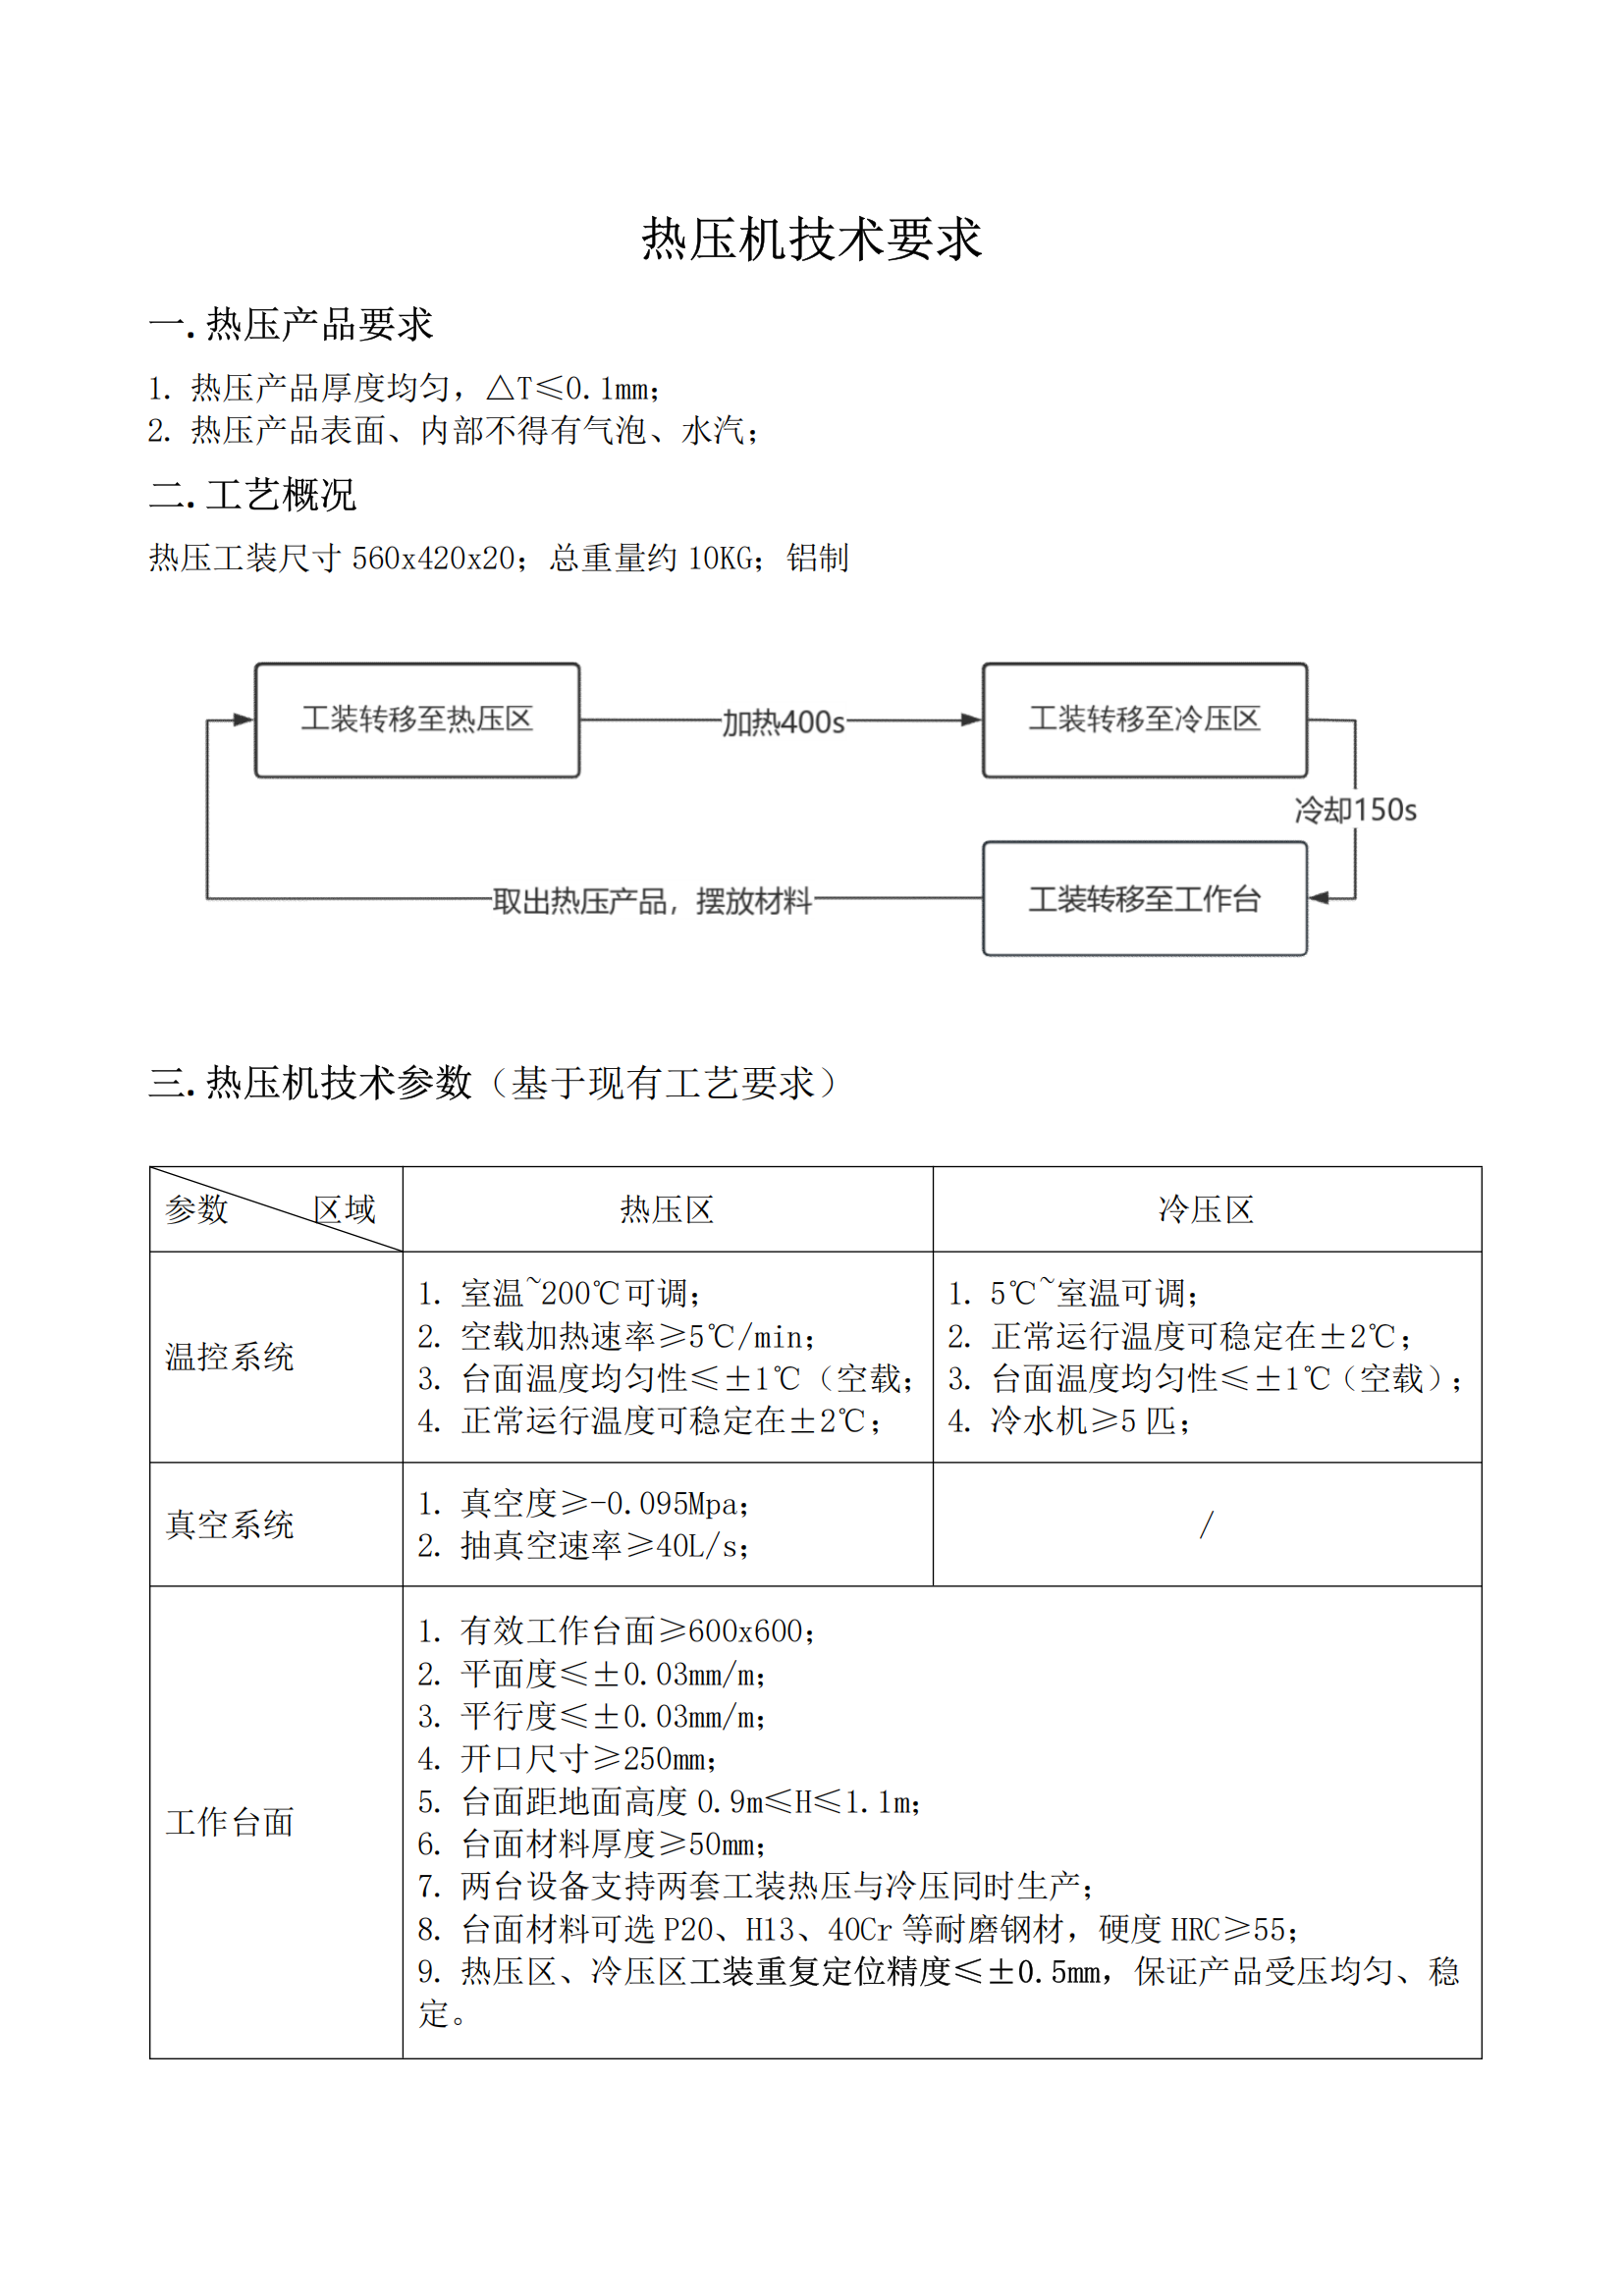 热压机技术要求
一.热压产品要求
1. 热压产品厚度均匀，△T≤0.1mm；
2. 热压产品表面、内部不得有气泡、水汽；
二.工艺概况
热压工装尺寸 560x420x20；总重量约 10KG；铝制
工装转移至热压区
加热400s
工装转移至冷压区
冷却150s
取出热压产品，摆放材料
工装转移至工作台
三.热压机技术参数（基于现有工艺要求）
参数 区域
热压区
冷压区
温控系统
1. 室温~200℃可调；
2. 空载加热速率≥5℃/min；
3. 台面温度均匀性≤±1℃（空载；
4. 正常运行温度可稳定在±2℃；
1. 5℃~室温可调；
2. 正常运行温度可稳定在±2℃；
3. 台面温度均匀性≤±1℃（空载）；
4. 冷水机≥5 匹；
真空系统
1. 真空度≥-0.095Mpa；
2. 抽真空速率≥40L/s；
/
工作台面
1. 有效工作台面≥600x600；
2. 平面度≤±0.03mm/m；
3. 平行度≤±0.03mm/m；
4. 开口尺寸≥250mm；
5. 台面距地面高度 0.9m≤H≤1.1m；
6. 台面材料厚度≥50mm；
7. 两台设备支持两套工装热压与冷压同时生产；
8. 台面材料可选 P20、H13、40Cr 等耐磨钢材，硬度 HRC≥55；
9. 热压区、冷压区工装重复定位精度≤±0.5mm，保证产品受压均匀、稳
定。